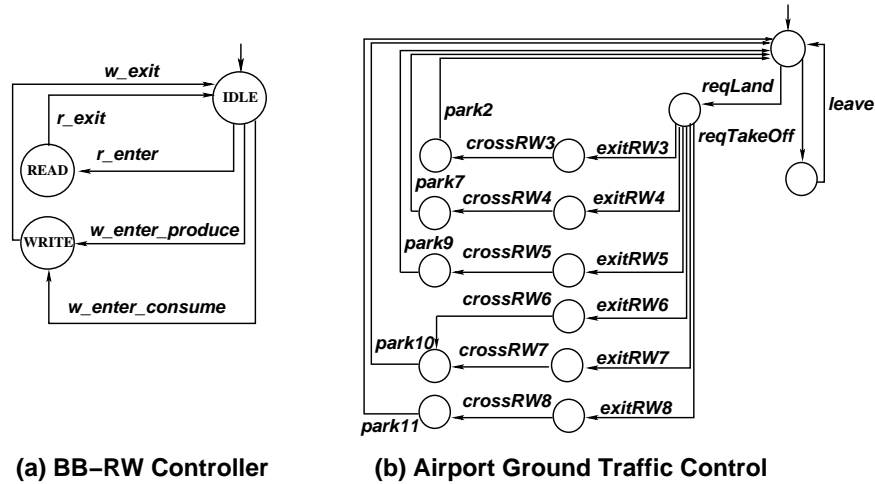 w_exit
IDLE
r_exit
r_enter
READ
w_enter_produce
WRITE
w_enter_consume
(a) BB–RW Controller
reqLand
leave
park2
reqTakeOff
crossRW3
exitRW3
park7
crossRW4
exitRW4
park9
crossRW5
exitRW5
crossRW6
exitRW6
park10
crossRW7
exitRW7
crossRW8
exitRW8
park11
(b) Airport Ground Traffic Control